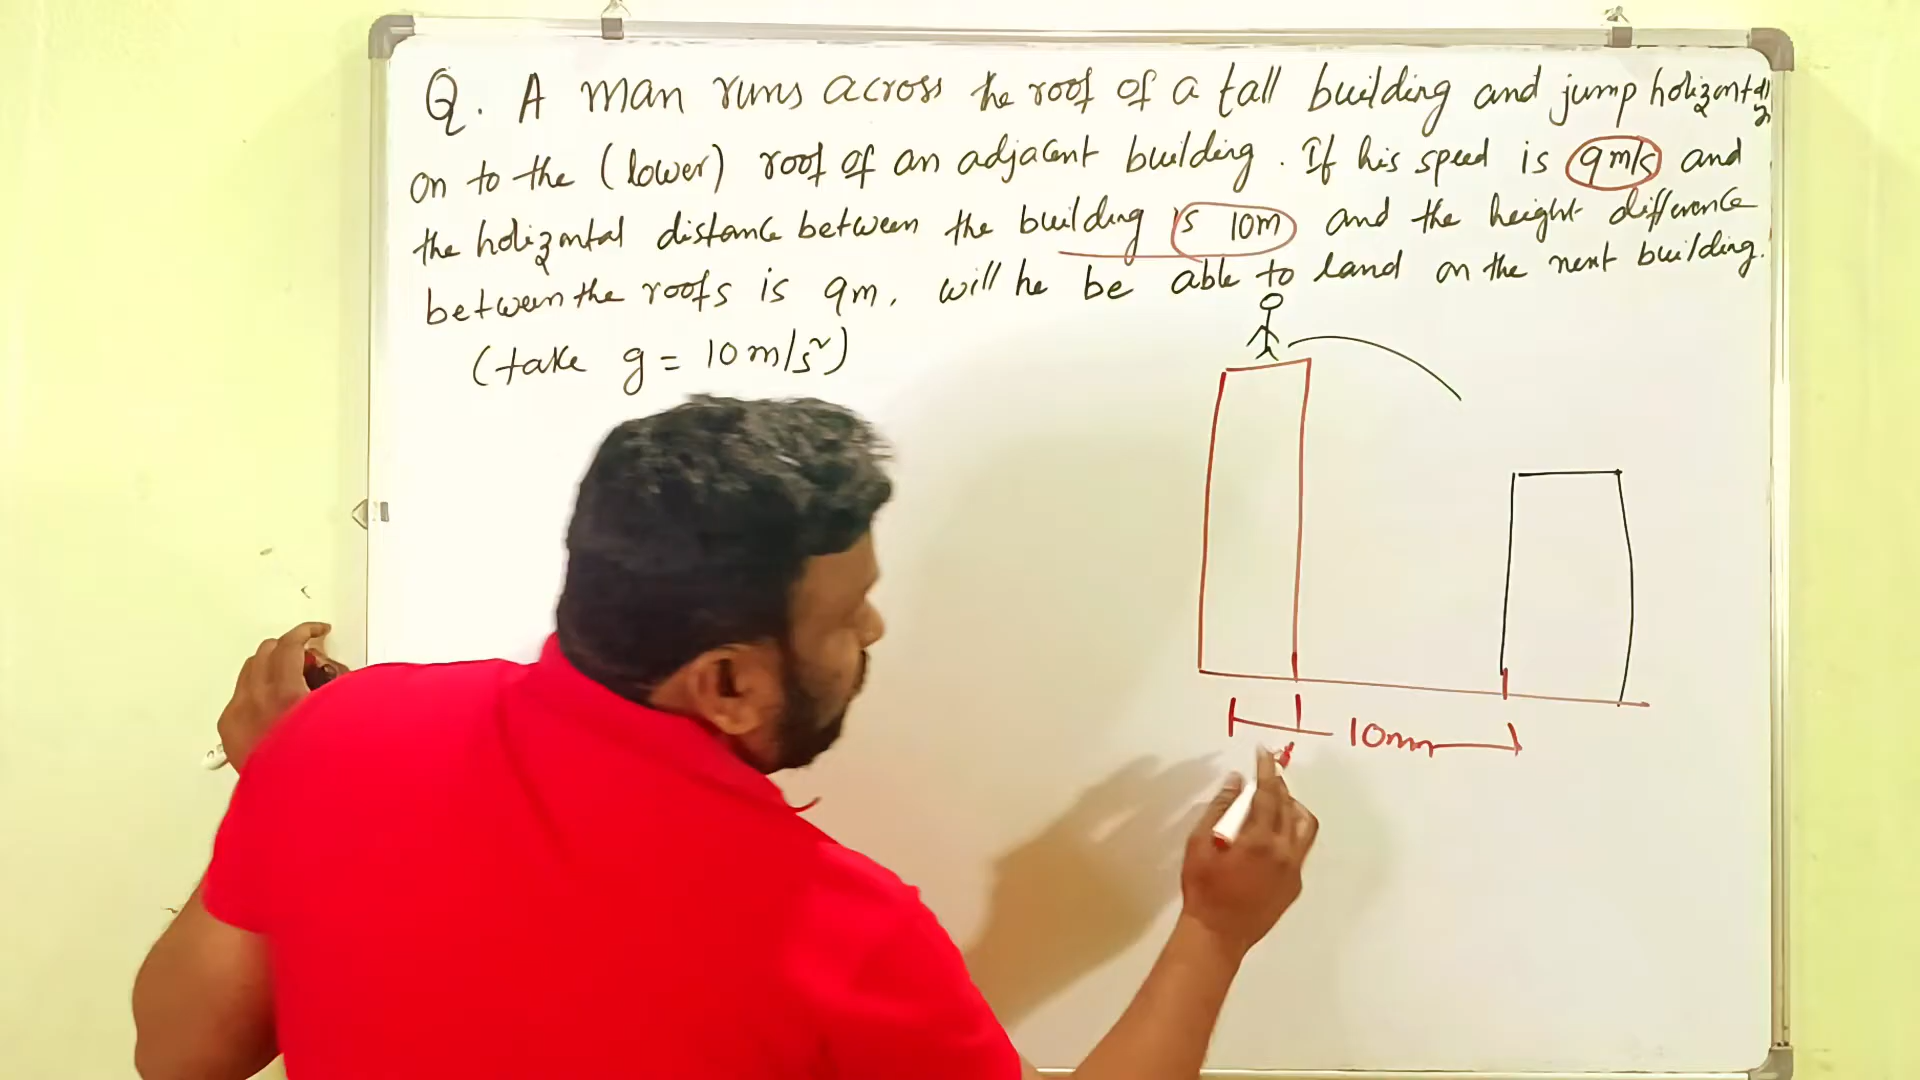 Q. A man runs across the roof of a tall building and jump horizontally
on to the (lower) roof of an adjacent building. If his speed is 9m/s and
the horizontal distance between the building is 10m and the height difference
between the roofs is 9m, will he be able to land on the next building.
(take g = 10m/s²)
10m